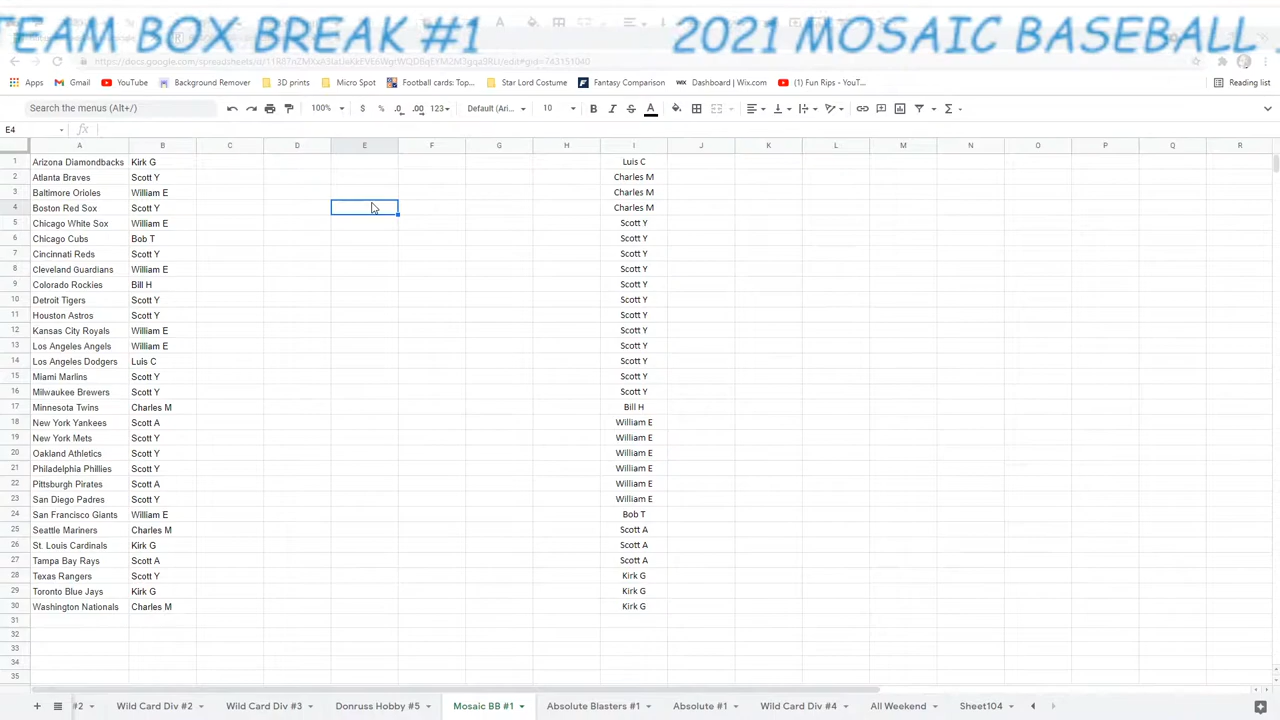 TEAM BOX BREAK #1 2021 MOSAIC BASEBALL
Apps Gmail YouTube Background Remover 3D prints Micro Spot Football cards: Top... Star Lord Costume Fantasy Comparison Dashboard | Wix.com (1) Fun Rips - YouT... Reading list
Search the menus (Alt+/) 100% $ % .0 .00 123 Default (Ari... 10 B I S A
E4 fx
A B C D E F G H I J K L M N O P Q R
1 Arizona Diamondbacks Kirk G Luis C
2 Atlanta Braves Scott Y Charles M
3 Baltimore Orioles William E Charles M
4 Boston Red Sox Scott Y Charles M
5 Chicago White Sox William E Scott Y
6 Chicago Cubs Bob T Scott Y
7 Cincinnati Reds Scott Y Scott Y
8 Cleveland Guardians William E Scott Y
9 Colorado Rockies Bill H Scott Y
10 Detroit Tigers Scott Y Scott Y
11 Houston Astros Scott Y Scott Y
12 Kansas City Royals William E Scott Y
13 Los Angeles Angels William E Scott Y
14 Los Angeles Dodgers Luis C Scott Y
15 Miami Marlins Scott Y Scott Y
16 Milwaukee Brewers Scott Y Scott Y
17 Minnesota Twins Charles M Bill H
18 New York Yankees Scott A William E
19 New York Mets Scott Y William E
20 Oakland Athletics Scott Y William E
21 Philadelphia Phillies Scott Y William E
22 Pittsburgh Pirates Scott A William E
23 San Diego Padres Scott Y William E
24 San Francisco Giants William E Bob T
25 Seattle Mariners Charles M Scott A
26 St. Louis Cardinals Kirk G Scott A
27 Tampa Bay Rays Scott A Scott A
28 Texas Rangers Scott Y Kirk G
29 Toronto Blue Jays Kirk G Kirk G
30 Washington Nationals Charles M Kirk G
31
32
33
34
35
#2 Wild Card Div #2 Wild Card Div #3 Donruss Hobby #5 Mosaic BB #1 Absolute Blasters #1 Absolute #1 Wild Card Div #4 All Weekend Sheet104